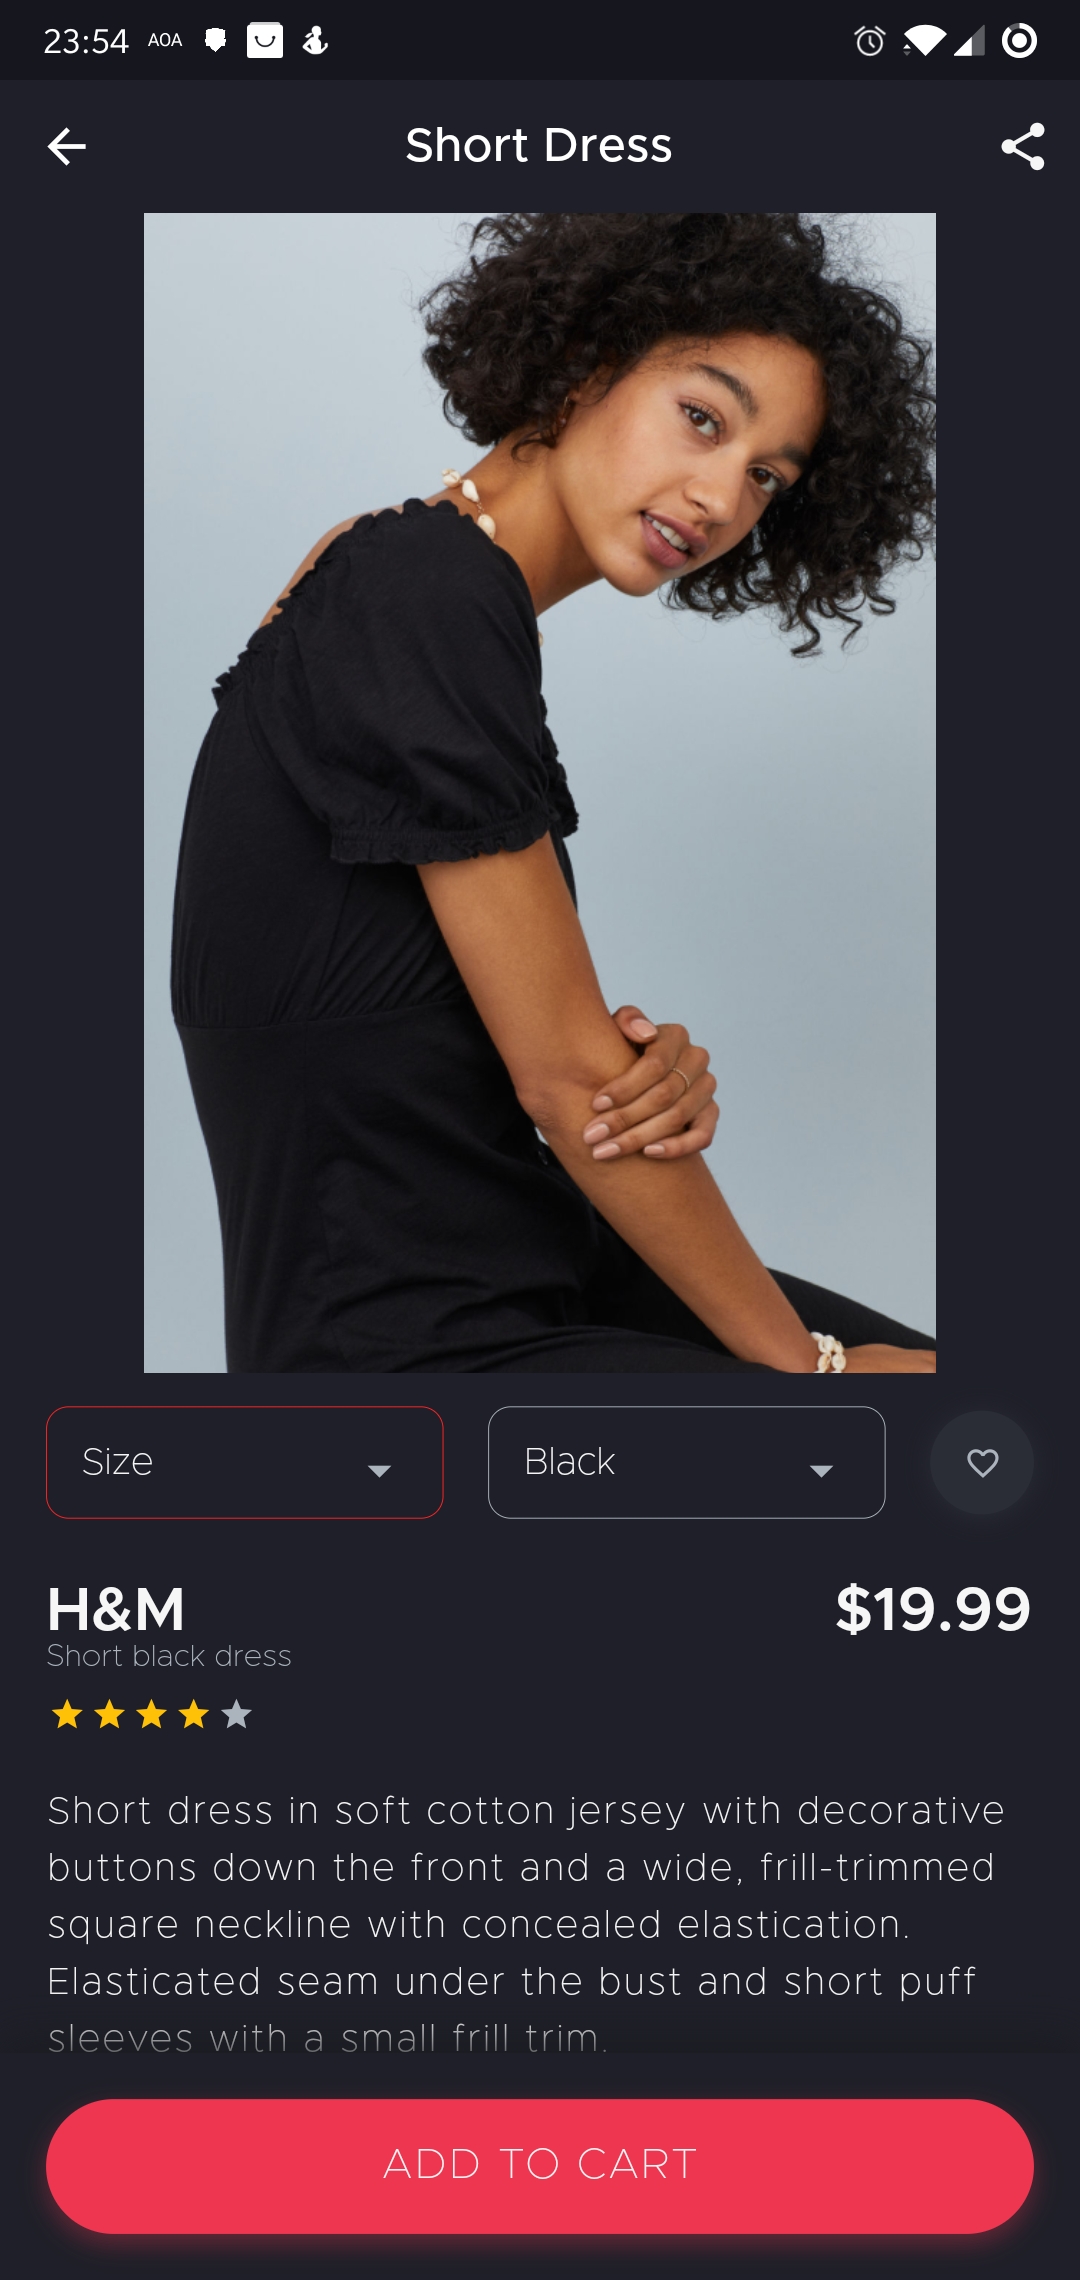 23:54 AOA
Short Dress
Size
Black
H&M
$19.99
Short black dress
Short dress in soft cotton jersey with decorative
buttons down the front and a wide, frill-trimmed
square neckline with concealed elastication.
Elasticated seam under the bust and short puff
sleeves with a small frill trim.
ADD TO CART